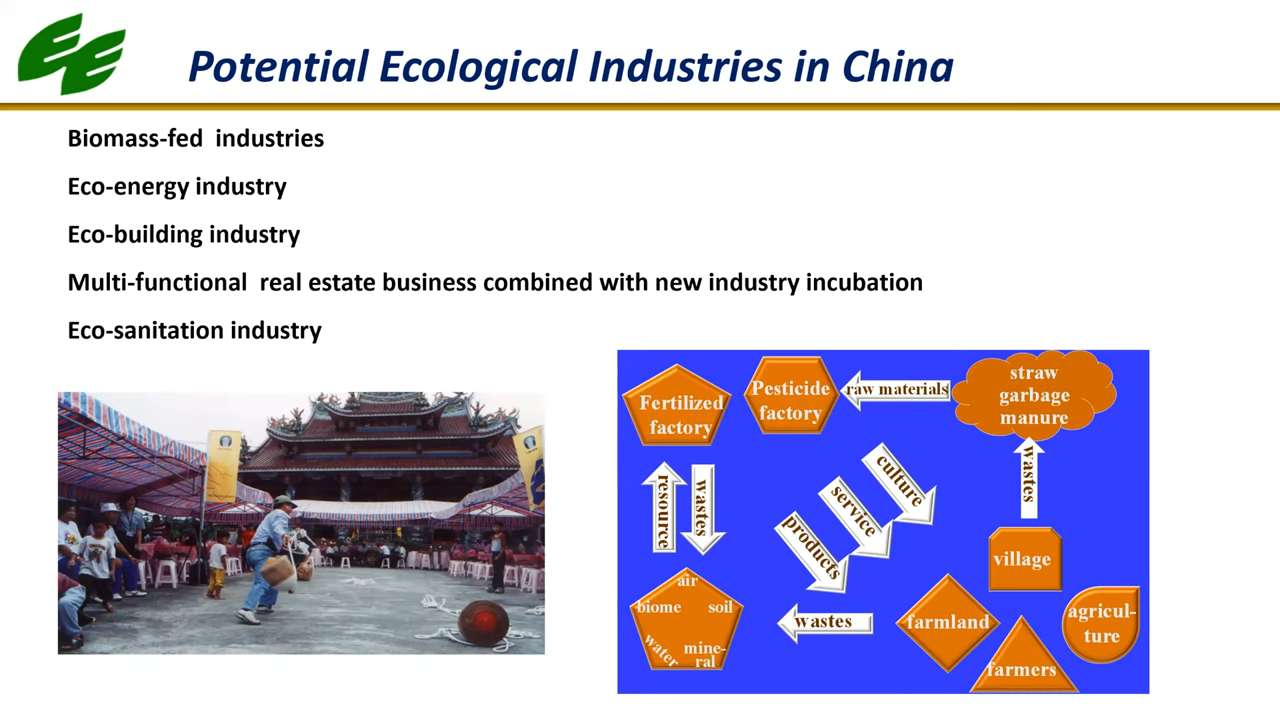 EE
Potential Ecological Industries in China
Biomass-fed industries
Eco-energy industry
Eco-building industry
Multi-functional real estate business combined with new industry incubation
Eco-sanitation industry
Fertilized
factory
Pesticide
factory
raw materials
straw
garbage
manure
resource
wastes
products
service
culture
wastes
village
air
biome
soil
water
mine-
ral
wastes
farmland
farmers
agricul-
ture